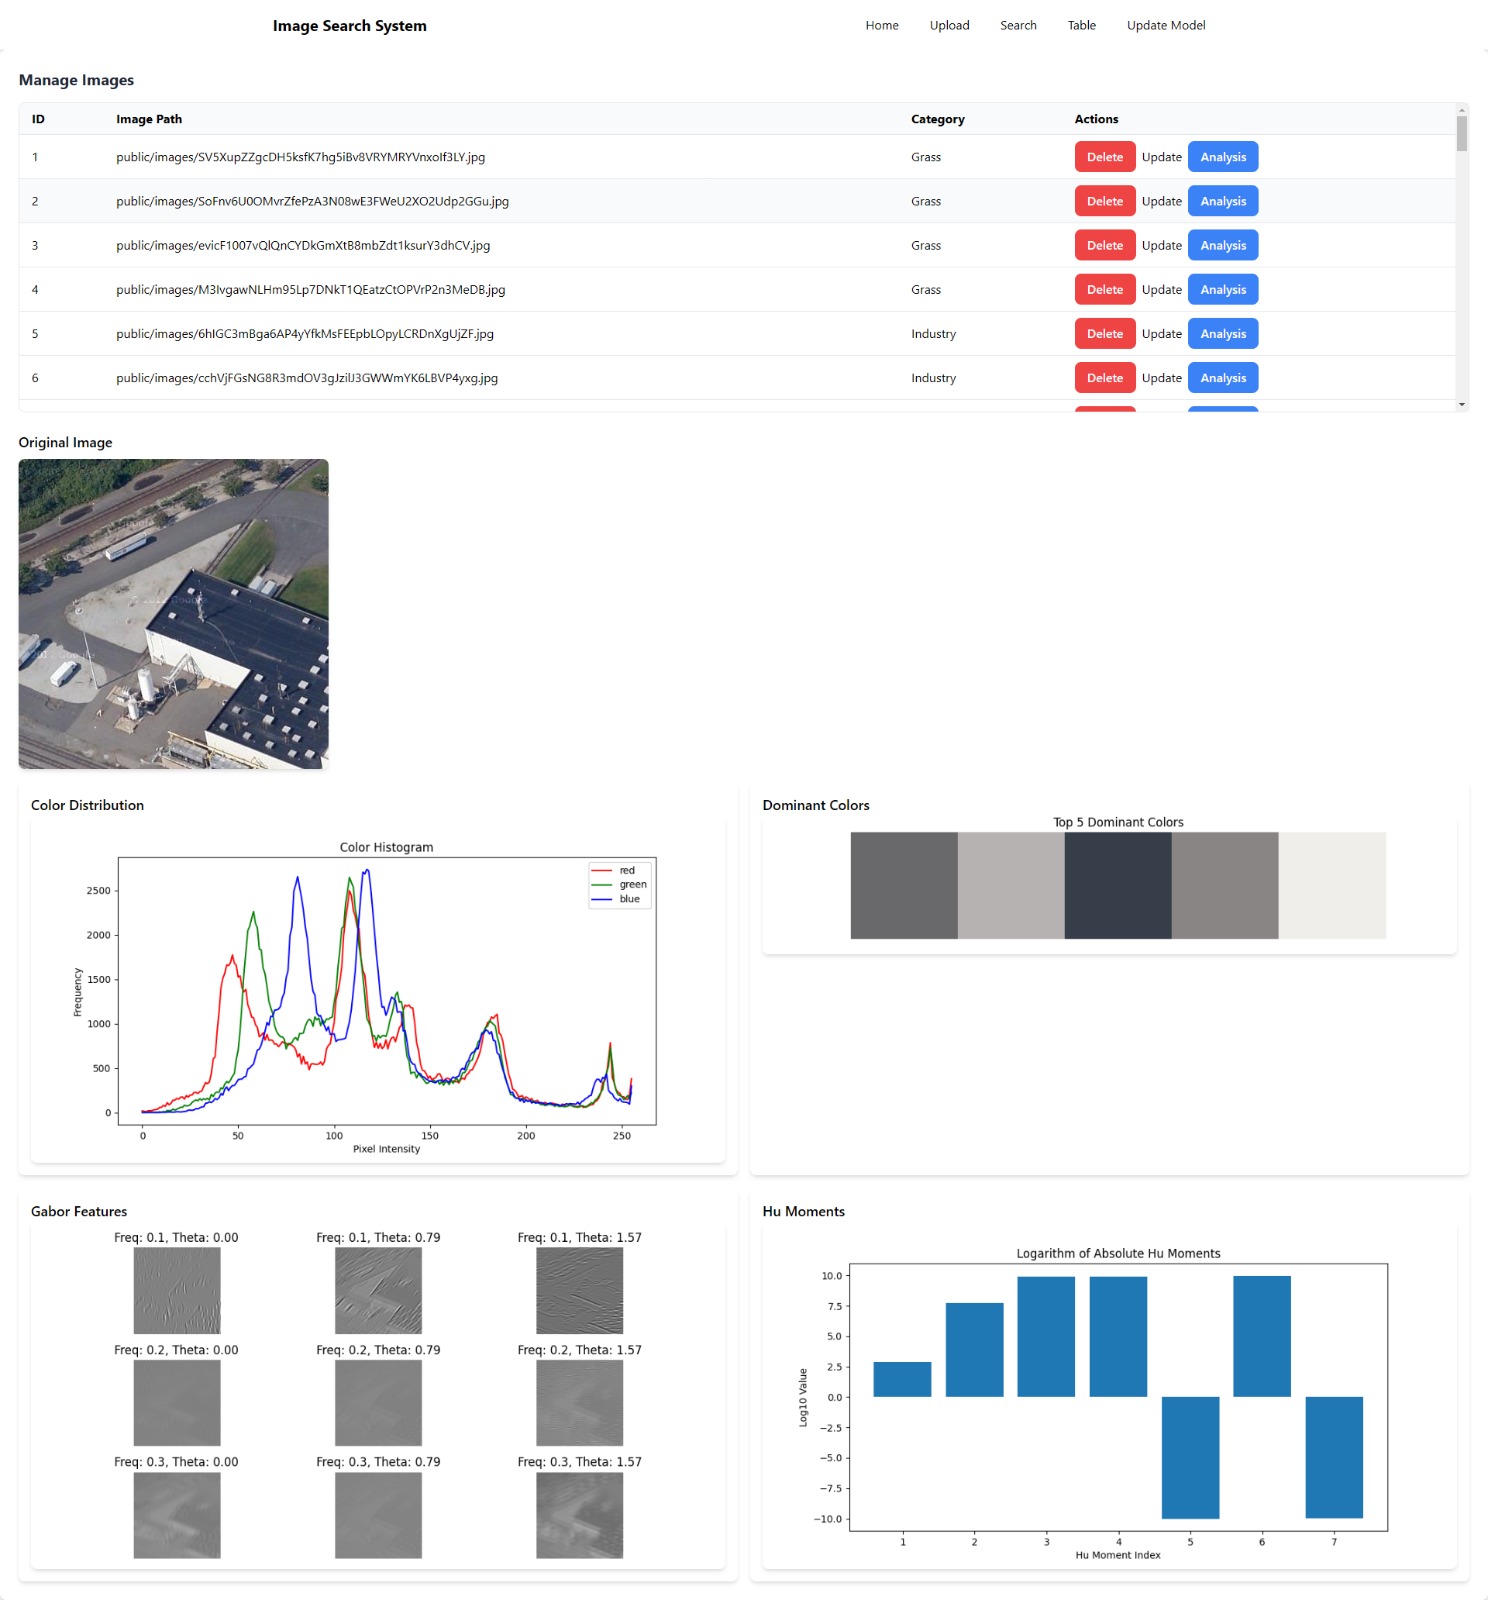 Image Search System Home Upload Search Table Update Model
Manage Images
ID Image Path Category Actions
1 public/images/SV5XupZZgcDH5ksfK7hg5iBv8VRYMRYVnxoIf3LY.jpg Grass Delete Update Analysis
2 public/images/SoFnv6U0OMvrZfePzA3N08wE3FWeU2XO2Udp2GGu.jpg Grass Delete Update Analysis
3 public/images/evicF1007vQlQnCYDkGmXtB8mbZdt1ksurY3dhCV.jpg Grass Delete Update Analysis
4 public/images/M3IvgawNLHm95Lp7DNkT1QEatzCtOPVrP2n3MeDB.jpg Grass Delete Update Analysis
5 public/images/6hIGC3mBga6AP4yYfkMsFEEpbLOpyLCRDnXgUjZF.jpg Industry Delete Update Analysis
6 public/images/cchVjFGsNG8R3mdOV3gJzilJ3GWWmYK6LBVP4yxg.jpg Industry Delete Update Analysis
Original Image
Color Distribution
Color Histogram
red
green
blue
2500
2000
1500
1000
500
0
Frequency
0 50 100 150 200 250
Pixel Intensity
Dominant Colors
Top 5 Dominant Colors
Gabor Features
Freq: 0.1, Theta: 0.00 Freq: 0.1, Theta: 0.79 Freq: 0.1, Theta: 1.57
Freq: 0.2, Theta: 0.00 Freq: 0.2, Theta: 0.79 Freq: 0.2, Theta: 1.57
Freq: 0.3, Theta: 0.00 Freq: 0.3, Theta: 0.79 Freq: 0.3, Theta: 1.57
Hu Moments
Logarithm of Absolute Hu Moments
10.0
7.5
5.0
2.5
0.0
−2.5
−5.0
−7.5
−10.0
Log10 Value
1 2 3 4 5 6 7
Hu Moment Index